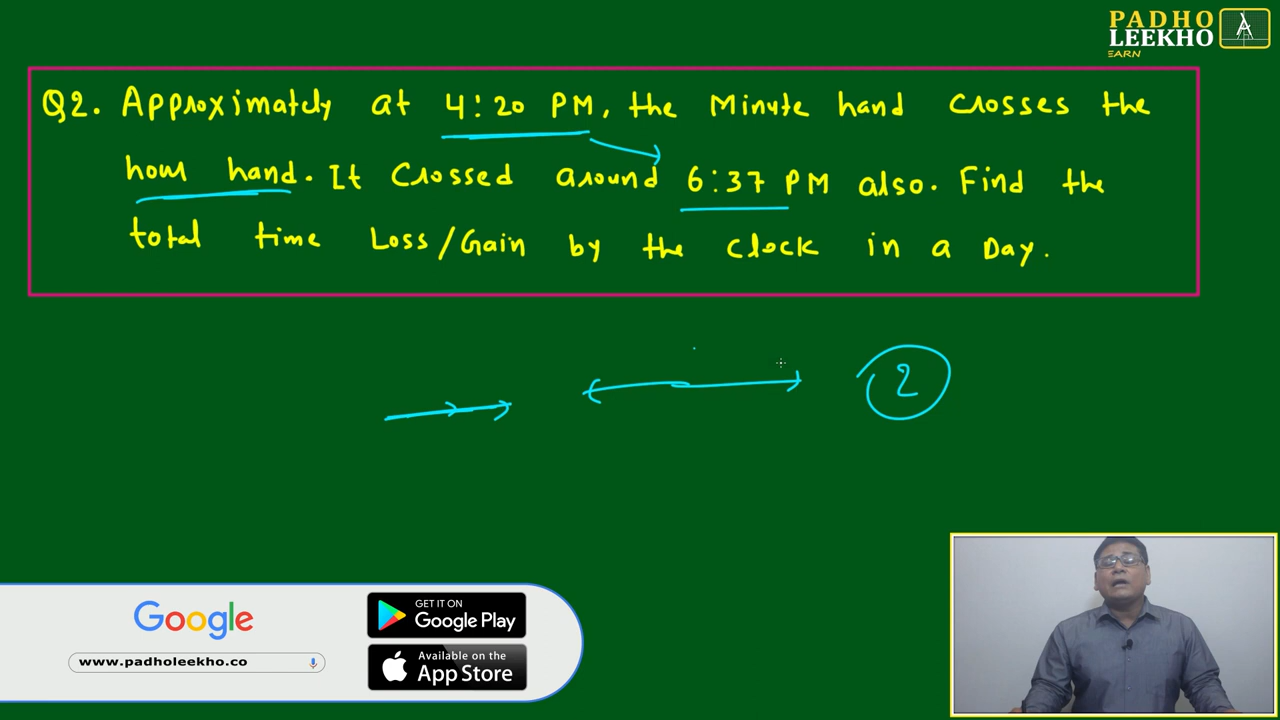 PADHO
LEEKHO
EARN
Q2. Approximately at 4:20 PM, the Minute hand crosses the
hour hand. It crossed around 6:37 PM also. Find the
total time Loss/Gain by the clock in a Day.
2
Google
www.padholeekho.co
GET IT ON
Google Play
Available on the
App Store